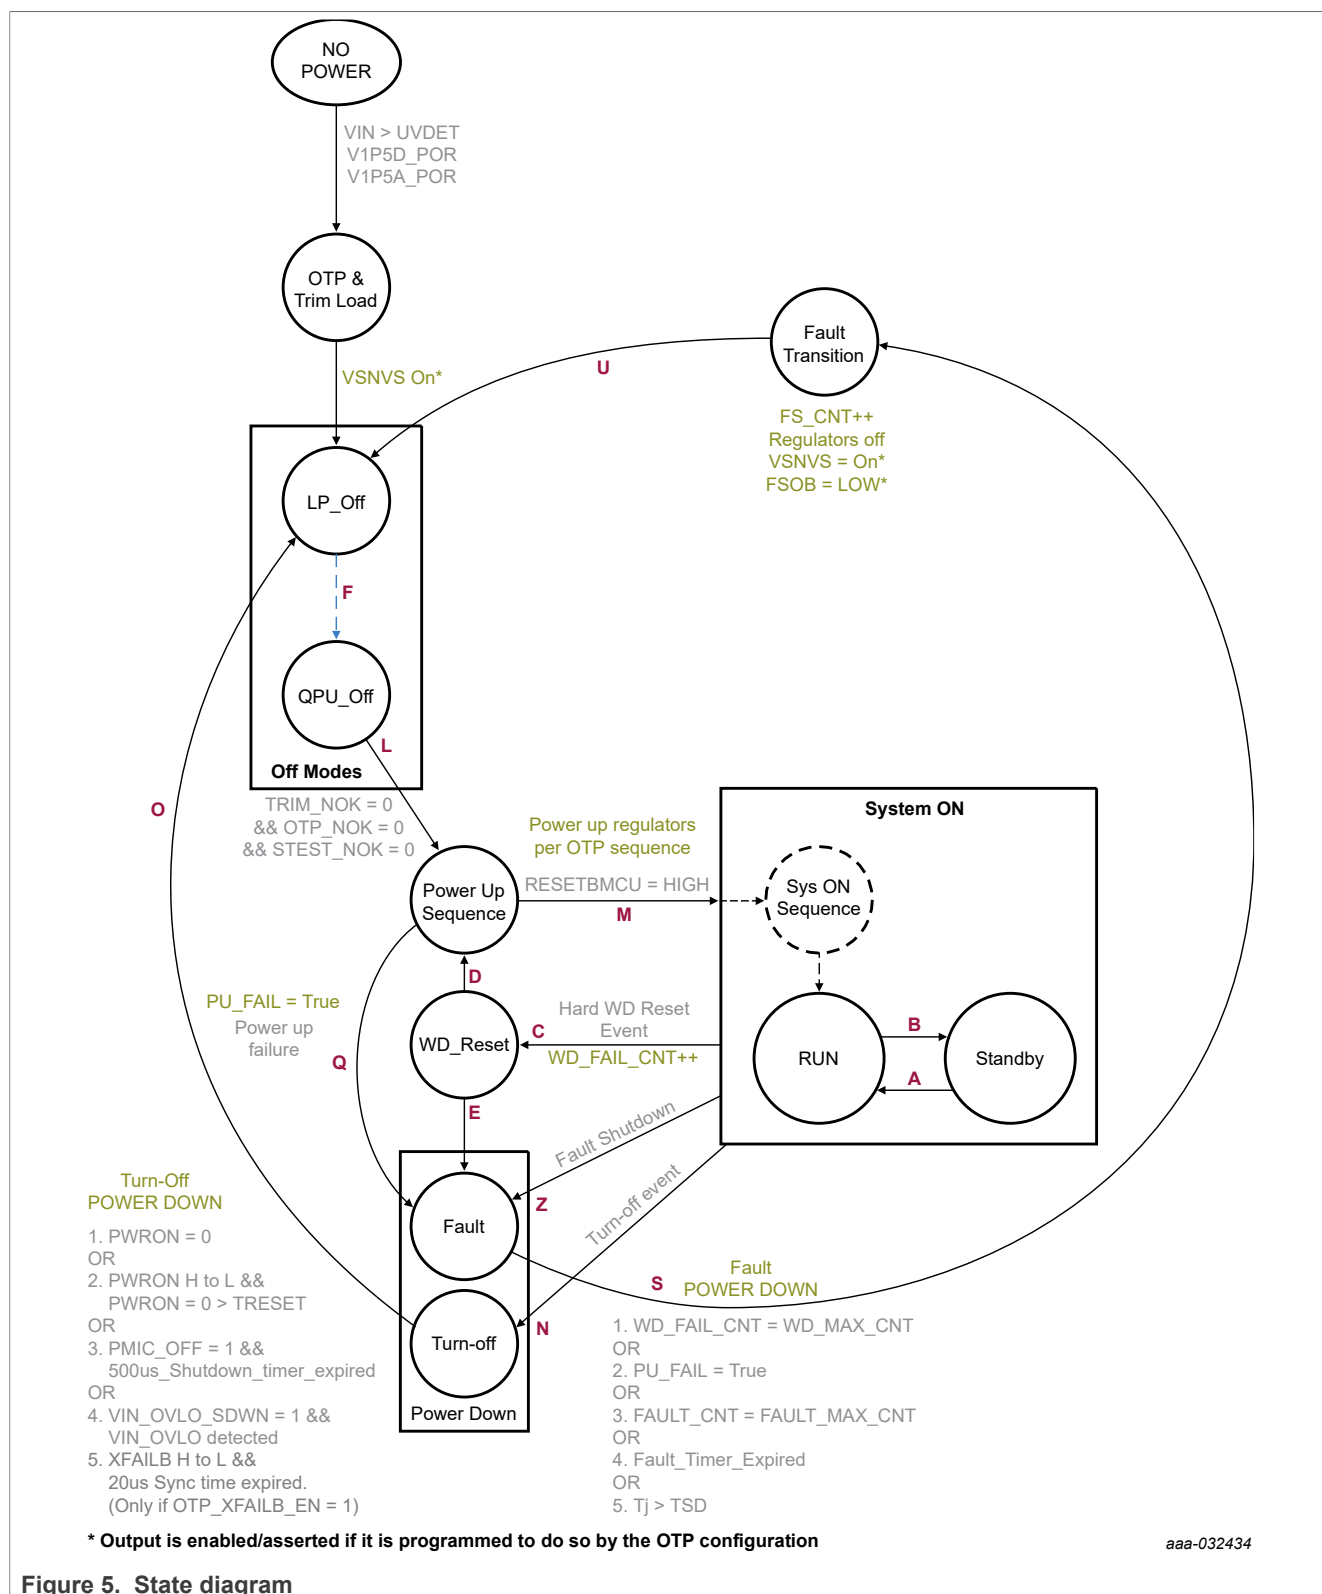 NO
POWER
VIN > UVDET
V1P5D_POR
V1P5A_POR
OTP &
Trim Load
VSNVS On*
Fault
Transition
U
FS_CNT++
Regulators off
VSNVS = On*
FSOB = LOW*
LP_Off
F
QPU_Off
L
Off Modes
O
TRIM_NOK = 0
&& OTP_NOK = 0
&& STEST_NOK = 0
Power up regulators
per OTP sequence
RESETBMCU = HIGH
M
System ON
Sys ON
Sequence
Power Up
Sequence
D
PU_FAIL = True
Power up
failure
Q
WD_Reset
C
Hard WD Reset
Event
WD_FAIL_CNT++
RUN
B
A
Standby
E
Fault Shutdown
Z
Turn-off event
N
Fault
Turn-off
Power Down
S
Fault
POWER DOWN
Turn-Off
POWER DOWN
1. PWRON = 0
OR
2. PWRON H to L &&
PWRON = 0 > TRESET
OR
3. PMIC_OFF = 1 &&
500us_Shutdown_timer_expired
OR
4. VIN_OVLO_SDWN = 1 &&
VIN_OVLO detected
5. XFAILB H to L &&
20us Sync time expired.
(Only if OTP_XFAILB_EN = 1)
1. WD_FAIL_CNT = WD_MAX_CNT
OR
2. PU_FAIL = True
OR
3. FAULT_CNT = FAULT_MAX_CNT
OR
4. Fault_Timer_Expired
OR
5. Tj > TSD
* Output is enabled/asserted if it is programmed to do so by the OTP configuration
aaa-032434
Figure 5. State diagram